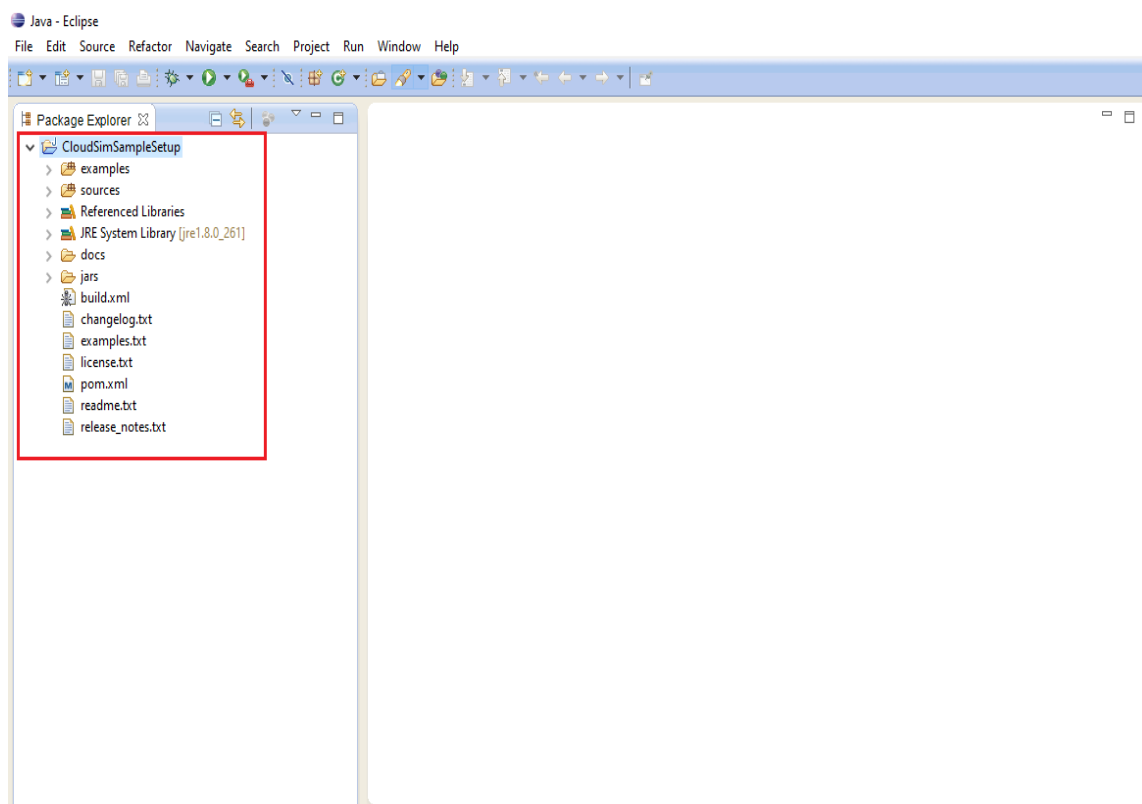 Java - Eclipse
File Edit Source Refactor Navigate Search Project Run Window Help
Package Explorer
CloudSimSampleSetup
examples
sources
Referenced Libraries
JRE System Library [jre1.8.0_261]
docs
jars
build.xml
changelog.txt
examples.txt
license.txt
pom.xml
readme.txt
release_notes.txt